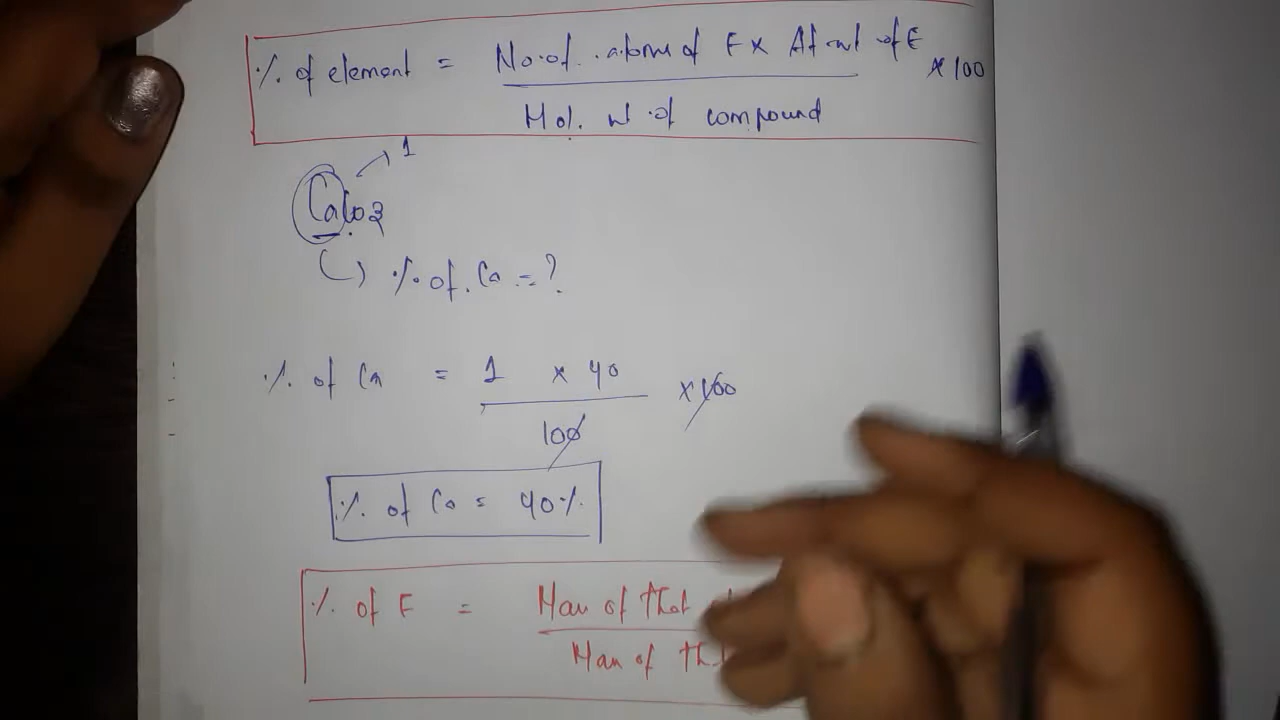 % of element = No. of. atoms of E x At wt of E x 100
Mol. wt of compound
1
CaCO3
% of. Ca = ?
% of Ca = 1 x 40 x 100
100
% of Ca = 40%
% of E = Mass of that
Mass of